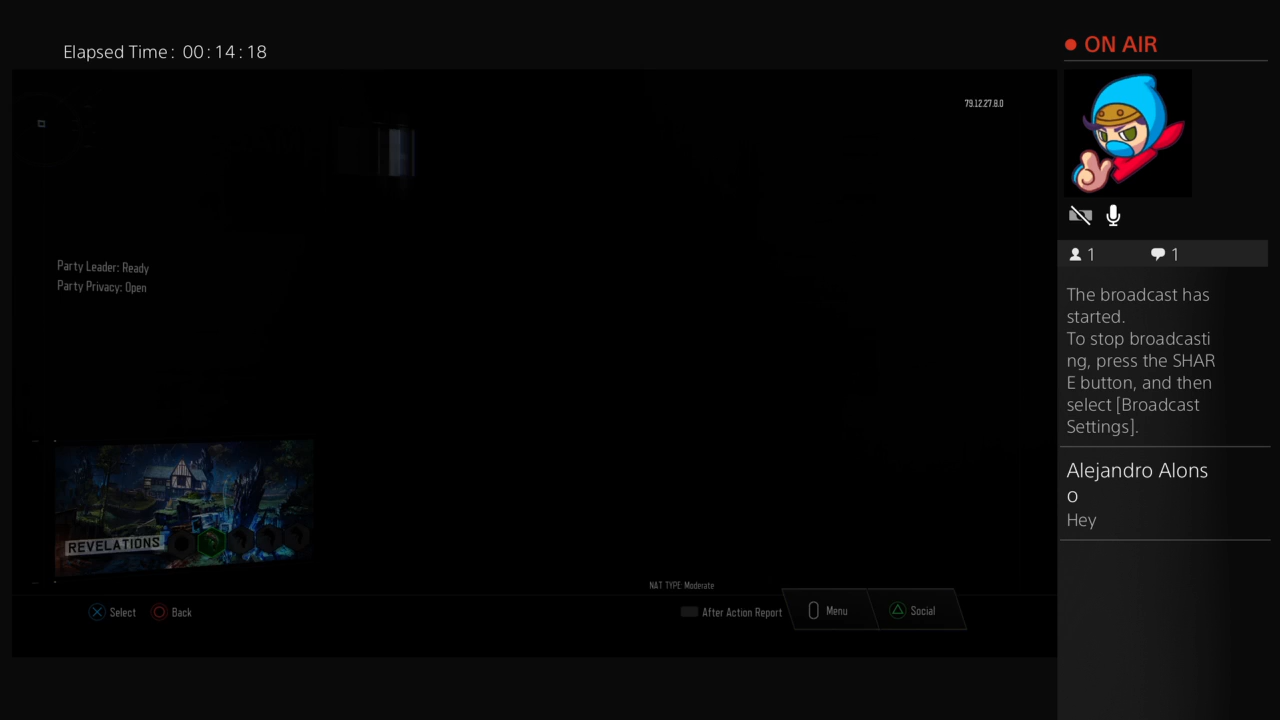 Elapsed Time: 00:14:18
ON AIR
79.12.27.8.0
1
1
The broadcast has
started.
To stop broadcasti
ng, press the SHAR
E button, and then
select [Broadcast
Settings].
Party Leader: Ready
Party Privacy: Open
Alejandro Alons
o
Hey
REVELATIONS
NAT TYPE: Moderate
Select
Back
After Action Report
Menu
Social